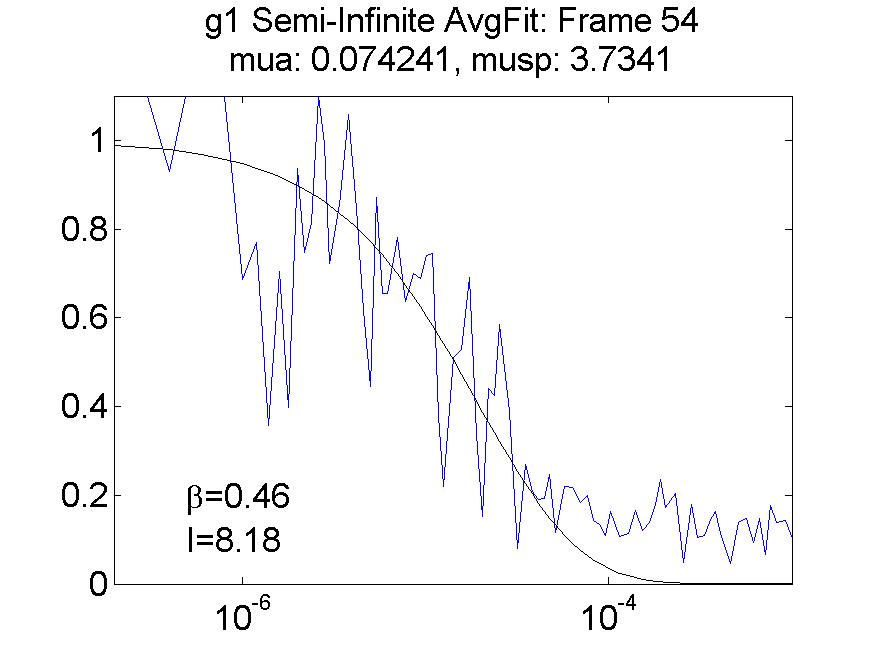 g1 Semi-Infinite AvgFit: Frame 54
mua: 0.074241, musp: 3.7341
1
0.8
0.6
0.4
0.2
0
β=0.46
I=8.18
10^-6
10^-4